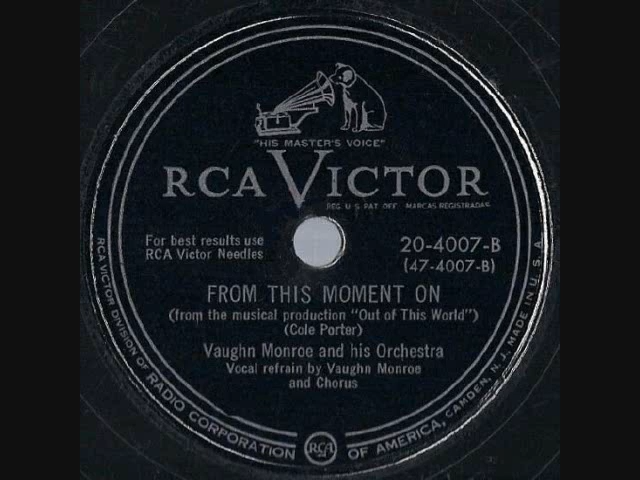 "HIS MASTER'S VOICE"
RCA VICTOR
REG. U.S. PAT. OFF. MARCAS REGISTRADAS
For best results use
RCA Victor Needles
20-4007-B
(47-4007-B)
FROM THIS MOMENT ON
(from the musical production "Out of This World")
(Cole Porter)
Vaughn Monroe and his Orchestra
Vocal refrain by Vaughn Monroe
and Chorus
RCA VICTOR DIVISION OF RADIO CORPORATION OF AMERICA, CAMDEN, N. J. MADE IN U. S. A.
RCA